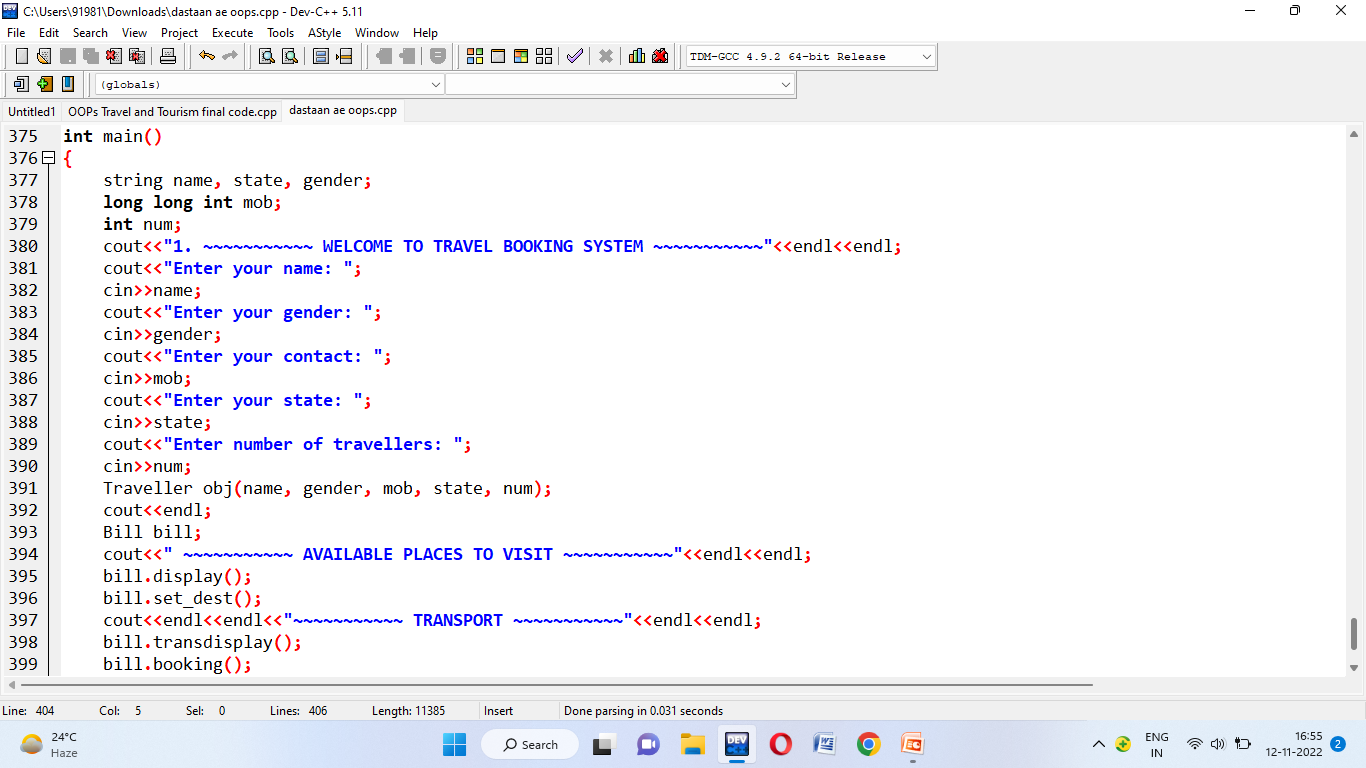 C:\Users\91981\Downloads\dastaan ae oops.cpp - Dev-C++ 5.11
File Edit Search View Project Execute Tools AStyle Window Help
TDM-GCC 4.9.2 64-bit Release
(globals)
Untitled1 OOPs Travel and Tourism final code.cpp dastaan ae oops.cpp
375 int main()
376 {
377 string name, state, gender;
378 long long int mob;
379 int num;
380 cout<<"1. ~~~~~~~~~~~ WELCOME TO TRAVEL BOOKING SYSTEM ~~~~~~~~~~~"<<endl<<endl;
381 cout<<"Enter your name: ";
382 cin>>name;
383 cout<<"Enter your gender: ";
384 cin>>gender;
385 cout<<"Enter your contact: ";
386 cin>>mob;
387 cout<<"Enter your state: ";
388 cin>>state;
389 cout<<"Enter number of travellers: ";
390 cin>>num;
391 Traveller obj(name, gender, mob, state, num);
392 cout<<endl;
393 Bill bill;
394 cout<<" ~~~~~~~~~~~ AVAILABLE PLACES TO VISIT ~~~~~~~~~~~"<<endl<<endl;
395 bill.display();
396 bill.set_dest();
397 cout<<endl<<endl<<"~~~~~~~~~~~ TRANSPORT ~~~~~~~~~~~"<<endl<<endl;
398 bill.transdisplay();
399 bill.booking();
Line: 404 Col: 5 Sel: 0 Lines: 406 Length: 11385 Insert Done parsing in 0.031 seconds
24°C
Haze
Search
DEV
ENG
IN
16:55
12-11-2022
2